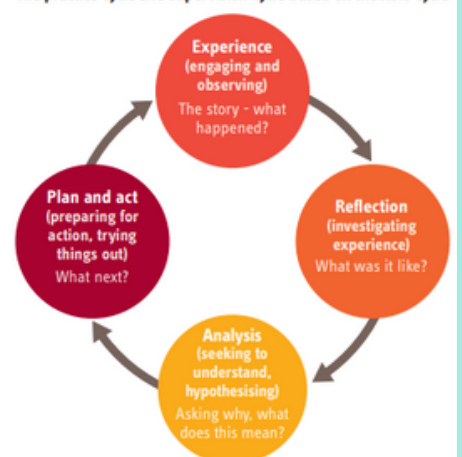 Experience
(engaging and
observing)
The story - what
happened?
Reflection
(investigating
experience)
What was it like?
Analysis
(seeking to
understand,
hypothesising)
Asking why, what
does this mean?
Plan and act
(preparing for
action, trying
things out)
What next?